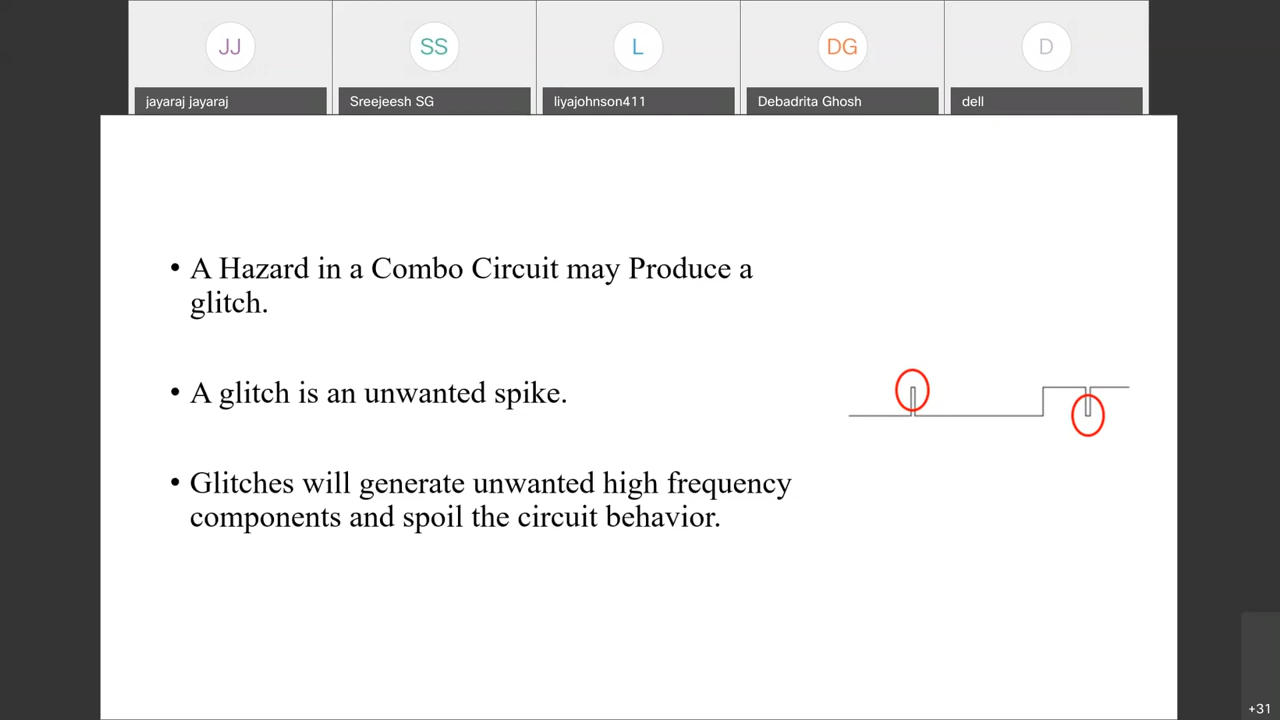 JJ
SS
L
DG
D
jayaraj jayaraj
Sreejeesh SG
liyajohnson411
Debadrita Ghosh
dell
• A Hazard in a Combo Circuit may Produce a
glitch.
• A glitch is an unwanted spike.
• Glitches will generate unwanted high frequency
components and spoil the circuit behavior.
+31